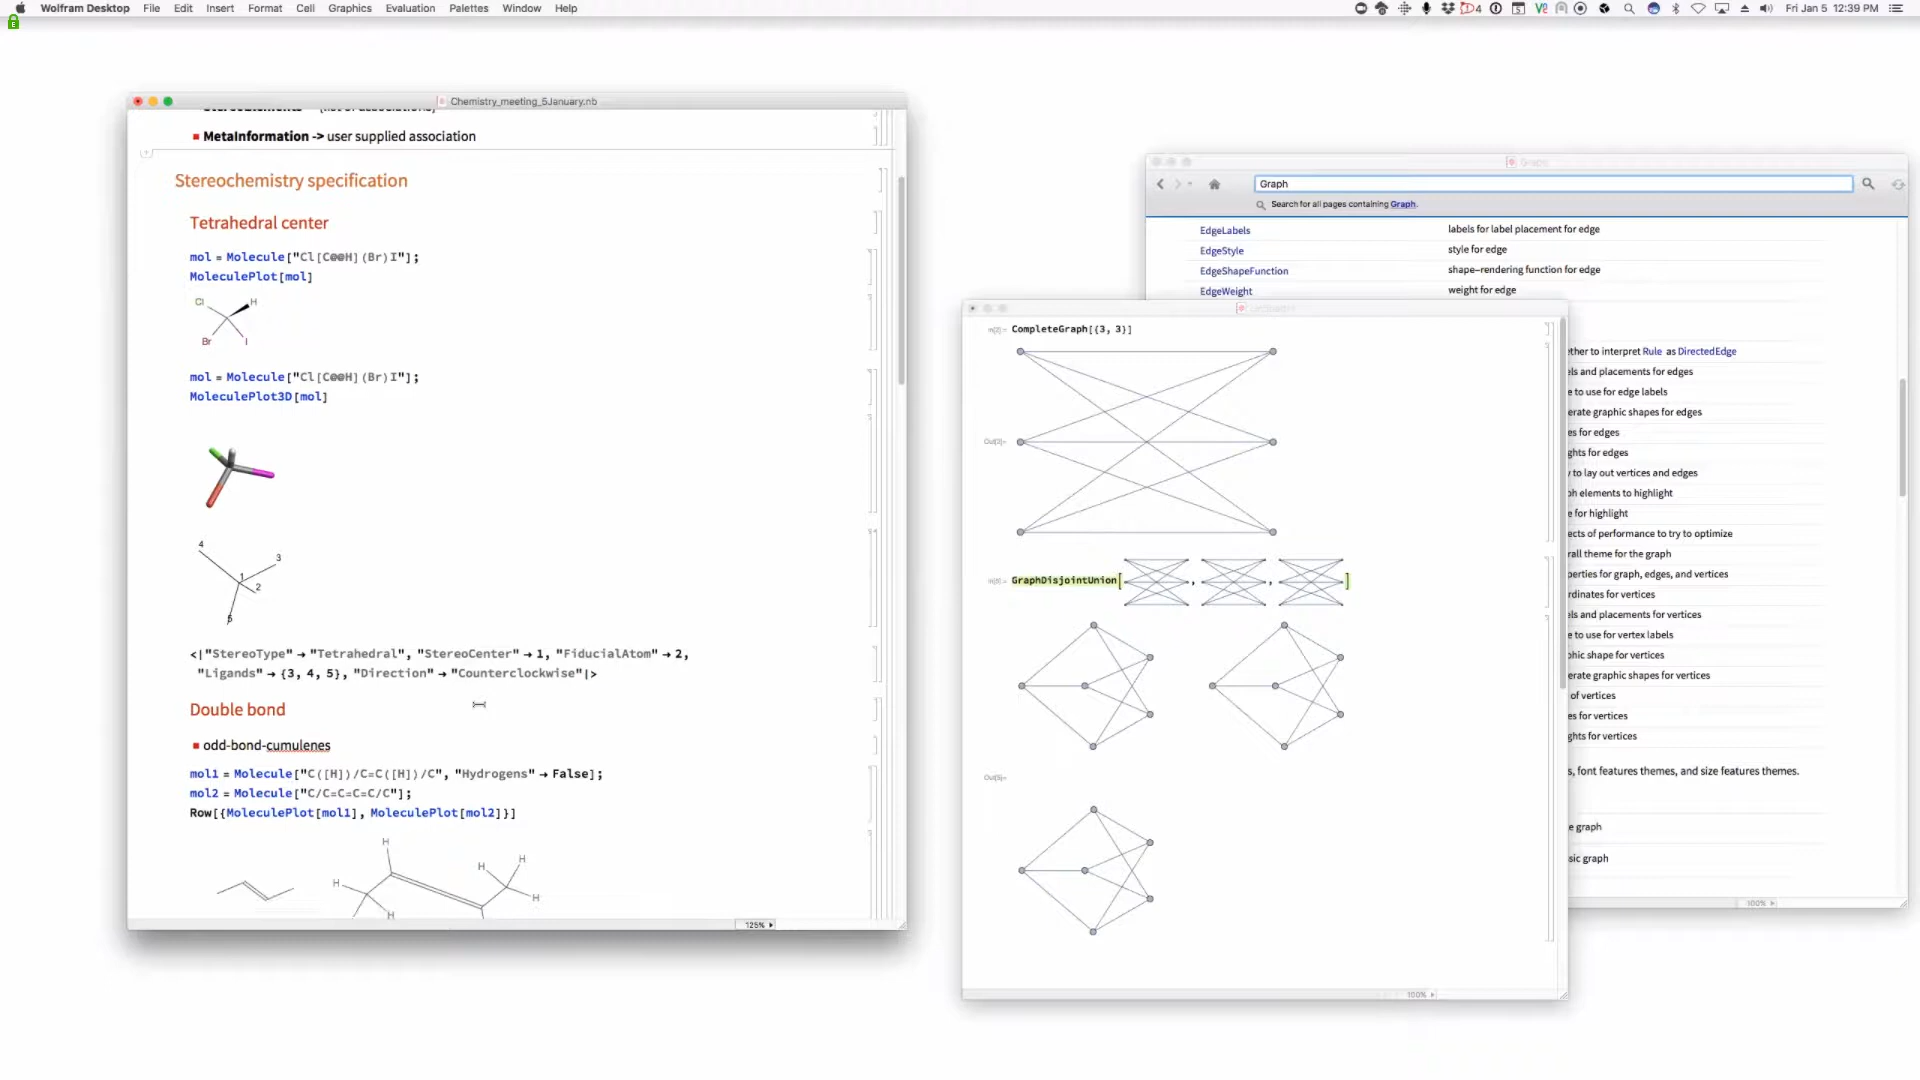 Wolfram Desktop File Edit Insert Format Cell Graphics Evaluation Palettes Window Help
4 Fri Jan 5 12:39 PM
Chemistry_meeting_5January.nb
MetaInformation -> user supplied association
Stereochemistry specification
Tetrahedral center
mol = Molecule["Cl[C@@H](Br)I"];
MoleculePlot[mol]
Cl H
Br I
mol = Molecule["Cl[C@@H](Br)I"];
MoleculePlot3D[mol]
4
3
1
2
5
<|"StereoType" → "Tetrahedral", "StereoCenter" → 1, "FiducialAtom" → 2,
"Ligands" → {3, 4, 5}, "Direction" → "Counterclockwise"|>
Double bond
odd-bond-cumulenes
mol1 = Molecule["C([H])/C=C([H])/C", "Hydrogens" → False];
mol2 = Molecule["C/C=C=C=C/C"];
Row[{MoleculePlot[mol1], MoleculePlot[mol2]}]
H
H H
H H
H
125%
Graph
Graph
Search for all pages containing Graph.
EdgeLabels labels for label placement for edge
EdgeStyle style for edge
EdgeShapeFunction shape-rendering function for edge
EdgeWeight weight for edge
ther to interpret Rule as DirectedEdge
els and placements for edges
e to use for edge labels
erate graphic shapes for edges
es for edges
ghts for edges
to lay out vertices and edges
ph elements to highlight
e for highlight
ects of performance to try to optimize
rall theme for the graph
perties for graph, edges, and vertices
rdinates for vertices
els and placements for vertices
e to use for vertex labels
phic shape for vertices
erate graphic shapes for vertices
of vertices
es for vertices
ghts for vertices
s, font features themes, and size features themes.
e graph
sic graph
100%
In[2]:= CompleteGraph[{3, 3}]
Out[2]=
GraphDisjointUnion[ , , ]
Out[5]=
100%